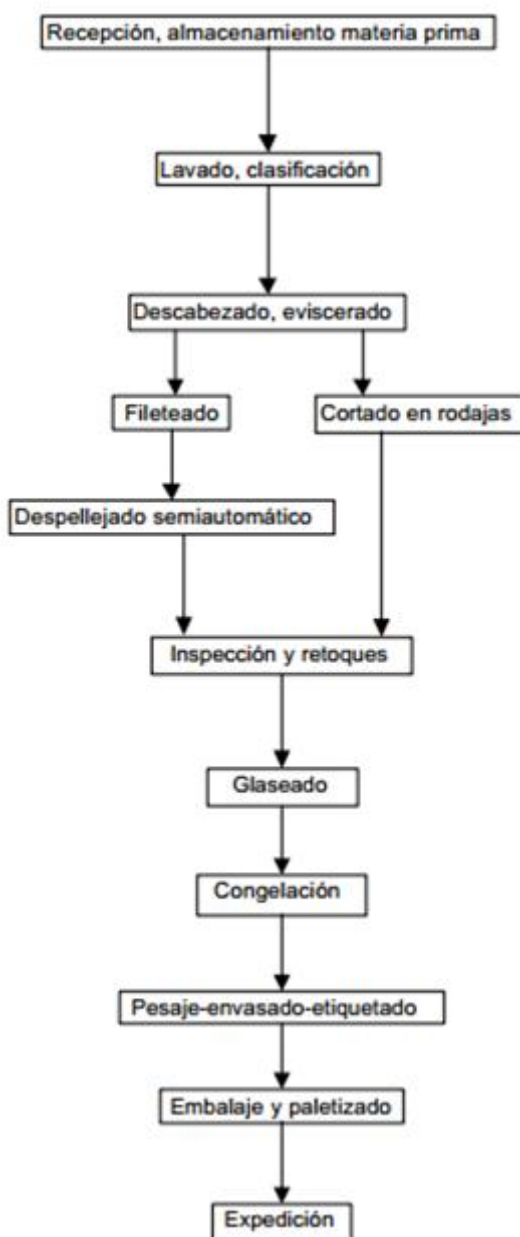 Recepción, almacenamiento materia prima
Lavado, clasificación
Descabezado, eviscerado
Fileteado
Cortado en rodajas
Despellejado semiautomático
Inspección y retoques
Glaseado
Congelación
Pesaje-envasado-etiquetado
Embalaje y paletizado
Expedición